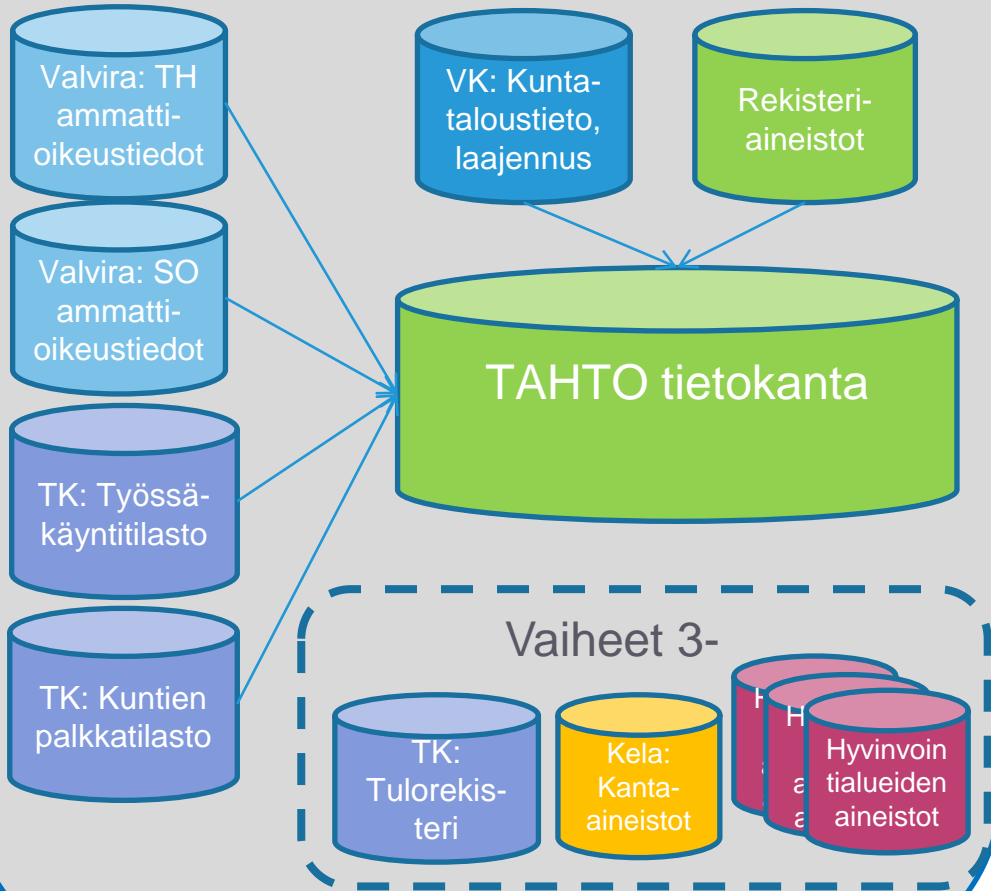 Valvira: TH
ammatti-
oikeustiedot
VK: Kunta-
taloustieto,
laajennus
Rekisteri-
aineistot
Valvira: SO
ammatti-
oikeustiedot
TAHTO tietokanta
TK: Työssä-
käyntitilasto
TK: Kuntien
palkkatilasto
Vaiheet 3-
TK:
Tulorekis-
teri
Kela:
Kanta-
aineistot
Hyvinvoin
tialueiden
aineistot